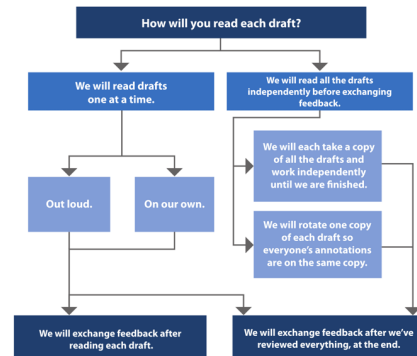 How will you read each draft?
We will read drafts
one at a time.
We will read all the drafts
independently before exchanging
feedback.
We will each take a copy
of all the drafts and
work independently
until we are finished.
Out loud.
On our own.
We will rotate one copy
of each draft so
everyone's annotations
are on the same copy.
We will exchange feedback after
reading each draft.
We will exchange feedback after we've
reviewed everything, at the end.